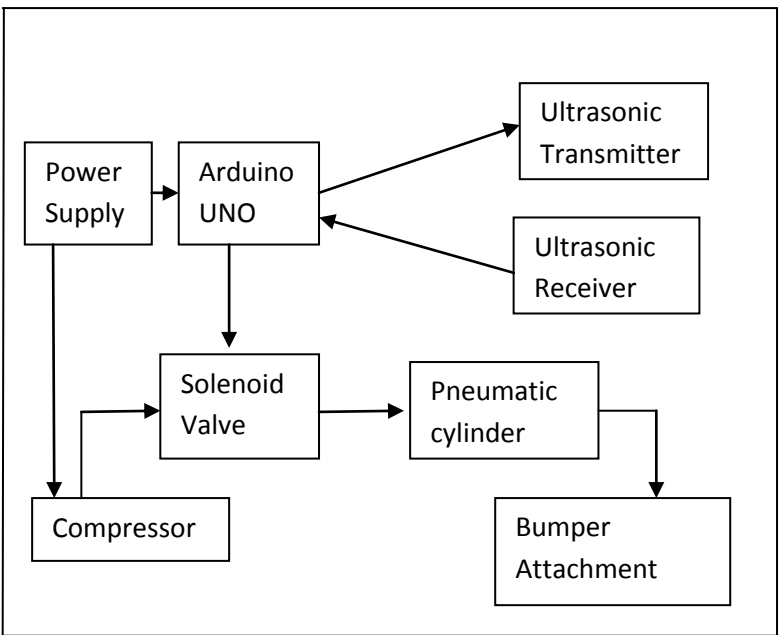 Ultrasonic
Transmitter
Power
Supply
Arduino
UNO
Ultrasonic
Receiver
Solenoid
Valve
Pneumatic
cylinder
Compressor
Bumper
Attachment